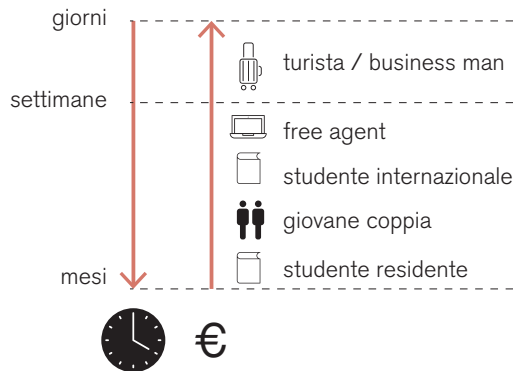 giorni
turista / business man
settimane
free agent
studente internazionale
giovane coppia
studente residente
mesi
€